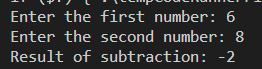 Enter the first number: 6
Enter the second number: 8
Result of subtraction: -2